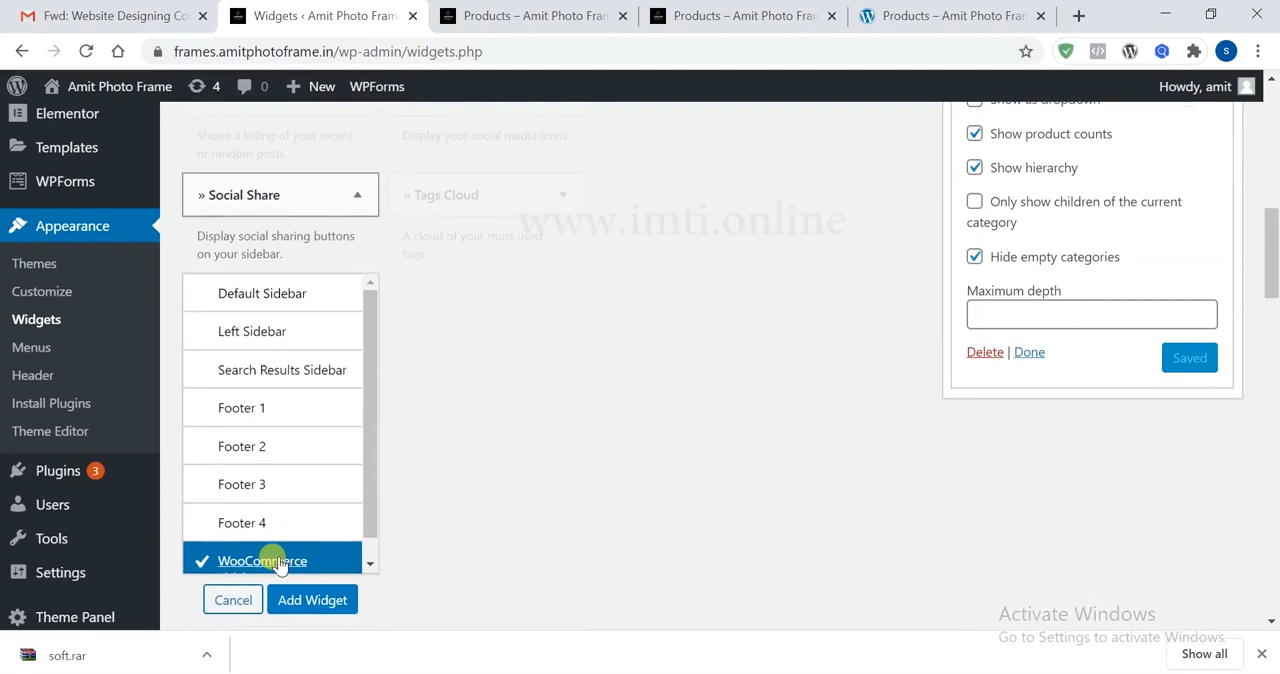 Fwd: Website Designing Co
Widgets ‹ Amit Photo Fram
Products – Amit Photo Fran
Products – Amit Photo Fram
Products – Amit Photo Fran
frames.amitphotoframe.in/wp-admin/widgets.php
S
Amit Photo Frame
4
0
New
WPForms
Howdy, amit
Elementor
Templates
WPForms
Appearance
Themes
Customize
Widgets
Menus
Header
Install Plugins
Theme Editor
Plugins 3
Users
Tools
Settings
Theme Panel
Shows a listing of your recent
or random posts.
Display your social media icons.
» Social Share
» Tags Cloud
Display social sharing buttons
on your sidebar.
A cloud of your most used
tags.
www.imti.online
Default Sidebar
Left Sidebar
Search Results Sidebar
Footer 1
Footer 2
Footer 3
Footer 4
WooCommerce
Cancel
Add Widget
Show as dropdown
Show product counts
Show hierarchy
Only show children of the current
category
Hide empty categories
Maximum depth
Delete | Done
Saved
Activate Windows
Go to Settings to activate Windows.
soft.rar
Show all